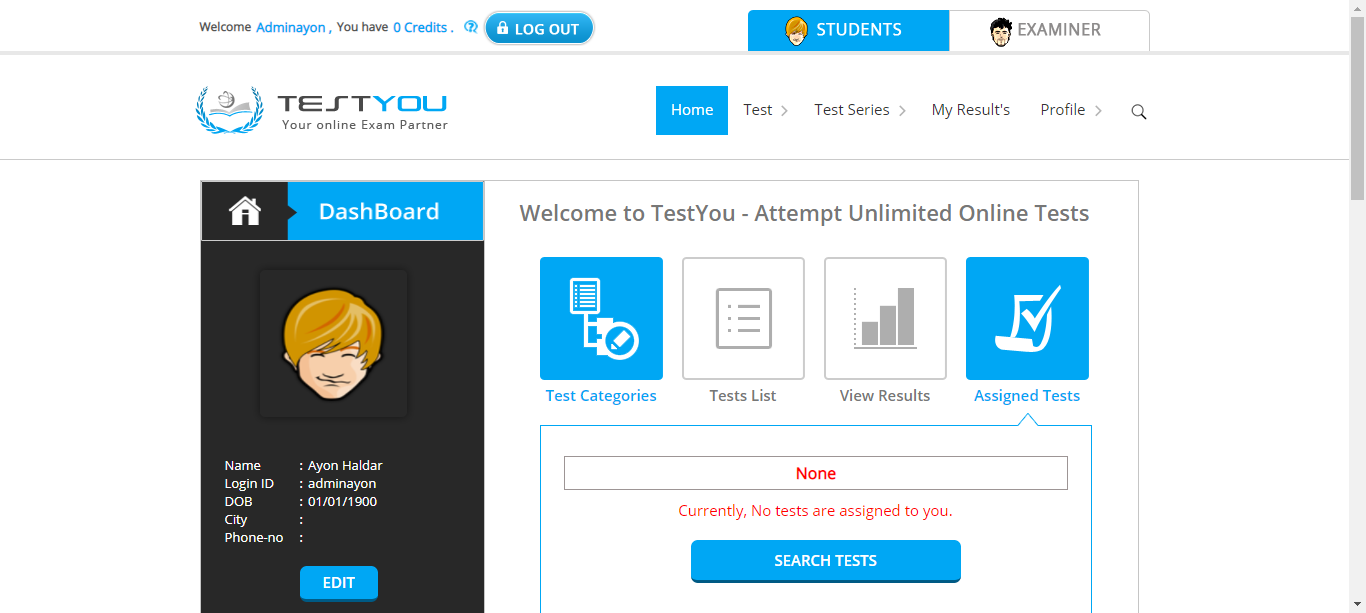 Welcome Adminayon , You have 0 Credits . LOG OUT
STUDENTS
EXAMINER
TESTYOU
Your online Exam Partner
Home Test Test Series My Result's Profile
DashBoard
Name : Ayon Haldar
Login ID : adminayon
DOB : 01/01/1900
City :
Phone-no :
EDIT
Welcome to TestYou - Attempt Unlimited Online Tests
Test Categories Tests List View Results Assigned Tests
None
Currently, No tests are assigned to you.
SEARCH TESTS